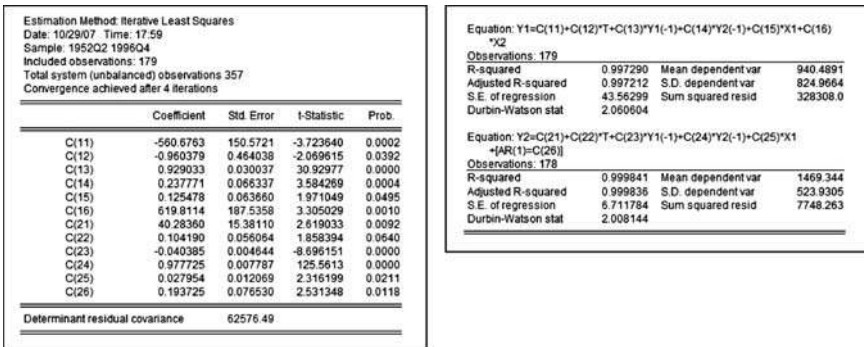 Estimation Method: Iterative Least Squares
Date: 10/29/07 Time: 17:59
Sample: 1952Q2 1996Q4
Included observations: 179
Total system (unbalanced) observations 357
Convergence achieved after 4 iterations
Coefficient Std. Error t-Statistic Prob.
C(11) -560.6763 150.5721 -3.723640 0.0002
C(12) -0.960379 0.464038 -2.069615 0.0392
C(13) 0.929033 0.030037 30.92977 0.0000
C(14) 0.237771 0.066337 3.584269 0.0004
C(15) 0.125478 0.063660 1.971049 0.0495
C(16) 619.8114 187.5358 3.305029 0.0010
C(21) 40.28360 15.38110 2.619033 0.0092
C(22) 0.104190 0.056064 1.858394 0.0640
C(23) -0.040385 0.004644 -8.696151 0.0000
C(24) 0.977725 0.007787 125.5613 0.0000
C(25) 0.027954 0.012069 2.316199 0.0211
C(26) 0.193725 0.076530 2.531348 0.0118
Determinant residual covariance 62576.49
Equation: Y1=C(11)+C(12)*T+C(13)*Y1(-1)+C(14)*Y2(-1)+C(15)*X1+C(16)
*X2
Observations: 179
R-squared 0.997290 Mean dependent var 940.4891
Adjusted R-squared 0.997212 S.D. dependent var 824.9664
S.E. of regression 43.56299 Sum squared resid 328308.0
Durbin-Watson stat 2.060604
Equation: Y2=C(21)+C(22)*T+C(23)*Y1(-1)+C(24)*Y2(-1)+C(25)*X1
+[AR(1)=C(26)]
Observations: 178
R-squared 0.999841 Mean dependent var 1469.344
Adjusted R-squared 0.999836 S.D. dependent var 523.9305
S.E. of regression 6.711784 Sum squared resid 7748.263
Durbin-Watson stat 2.008144